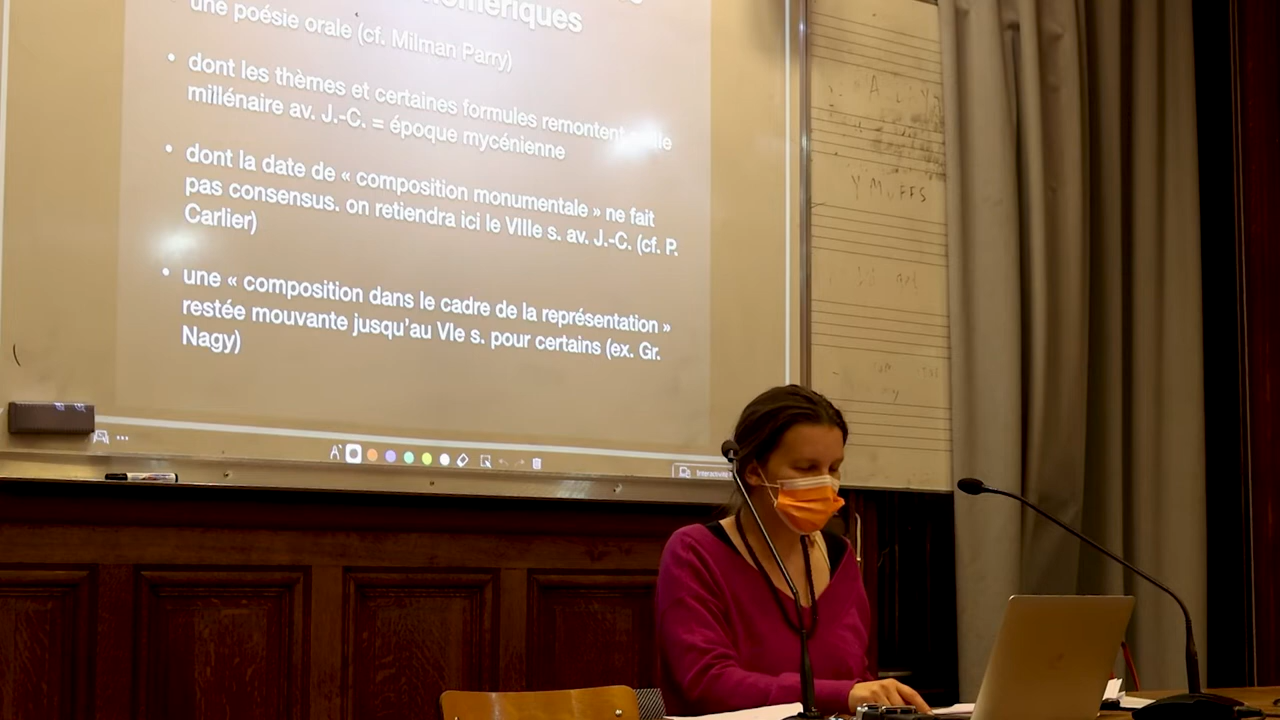 homériques
une poésie orale (cf. Milman Parry)
• dont les thèmes et certaines formules remontent
millénaire av. J.-C. = époque mycénienne
• dont la date de « composition monumentale » ne fait
pas consensus. on retiendra ici le VIIIe s. av. J.-C. (cf. P.
Carlier)
• une « composition dans le cadre de la représentation »
restée mouvante jusqu'au VIe s. pour certains (ex. Gr.
Nagy)